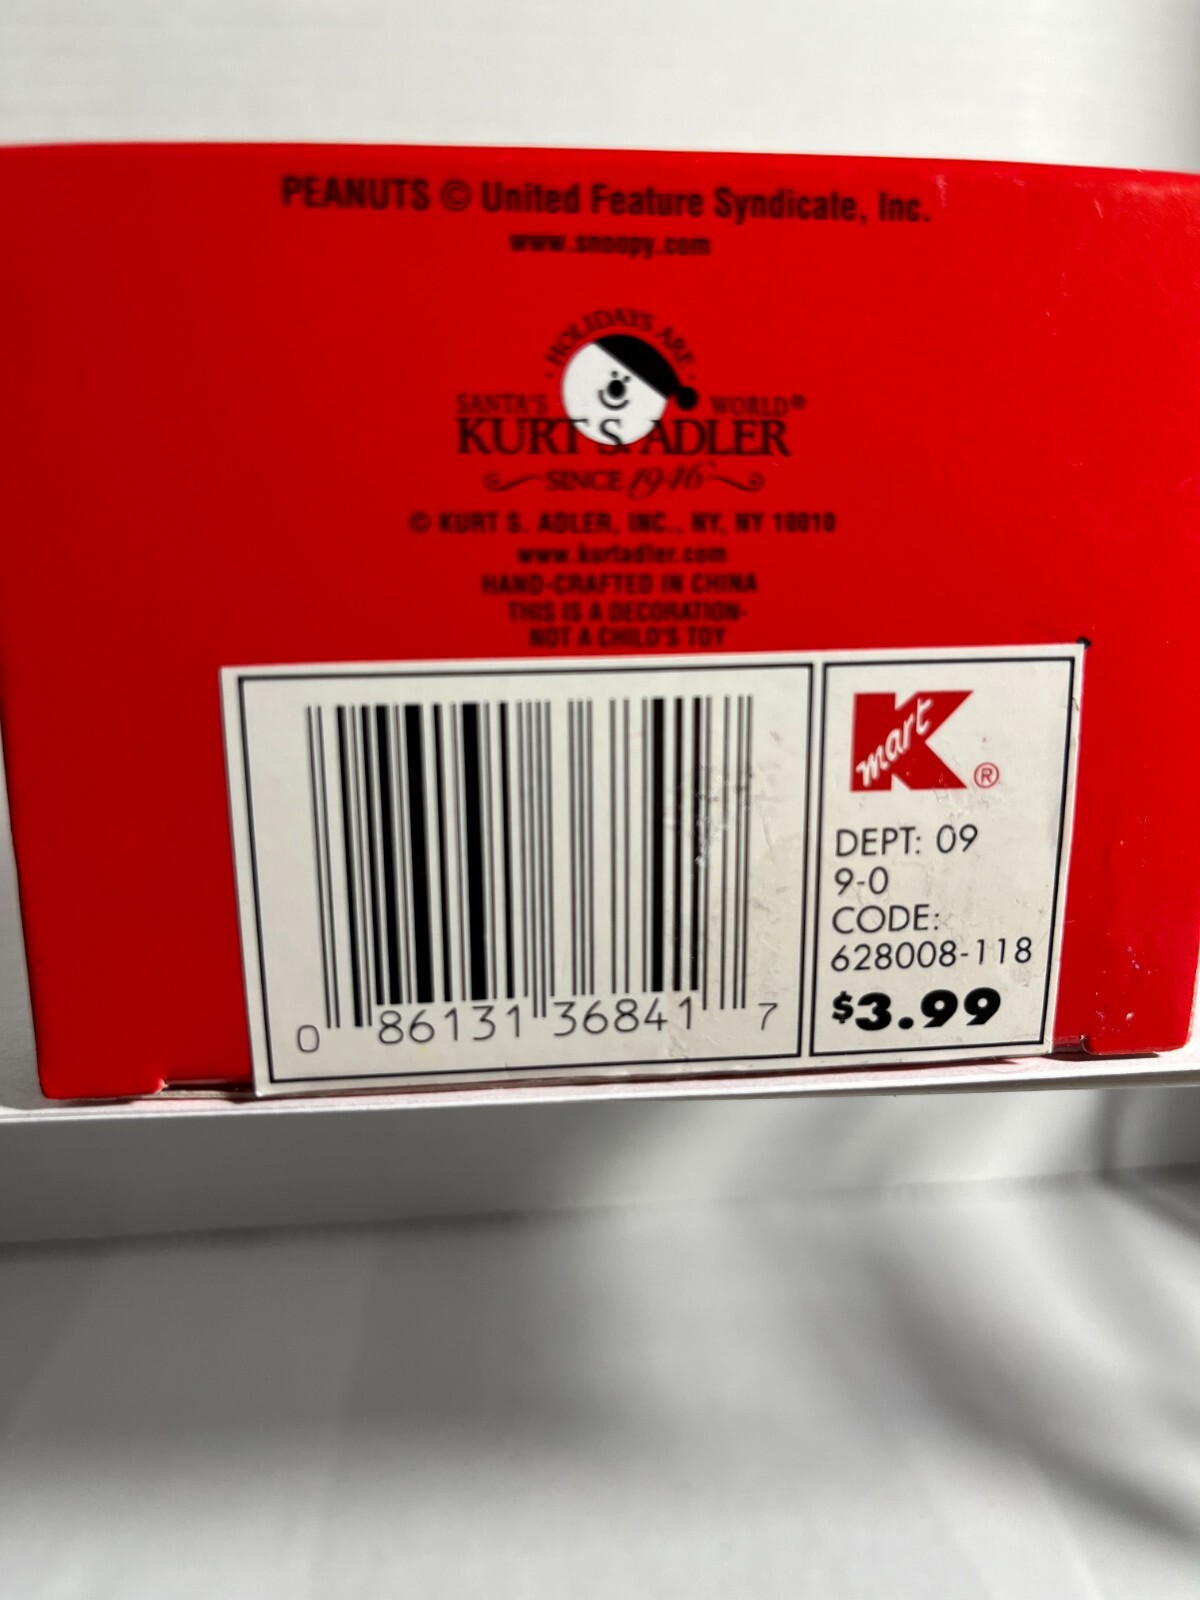 PEANUTS © United Feature Syndicate, Inc.
www.snoopy.com
· HOLIDAYS ARE ·
SANTA'S WORLD®
KURT S. ADLER
SINCE 1946
© KURT S. ADLER, INC., NY, NY 10010
www.kurtadler.com
HAND-CRAFTED IN CHINA
THIS IS A DECORATION-
NOT A CHILD'S TOY
0 86131 36841 7
K mart ®
DEPT: 09
9-0
CODE:
628008-118
$3.99